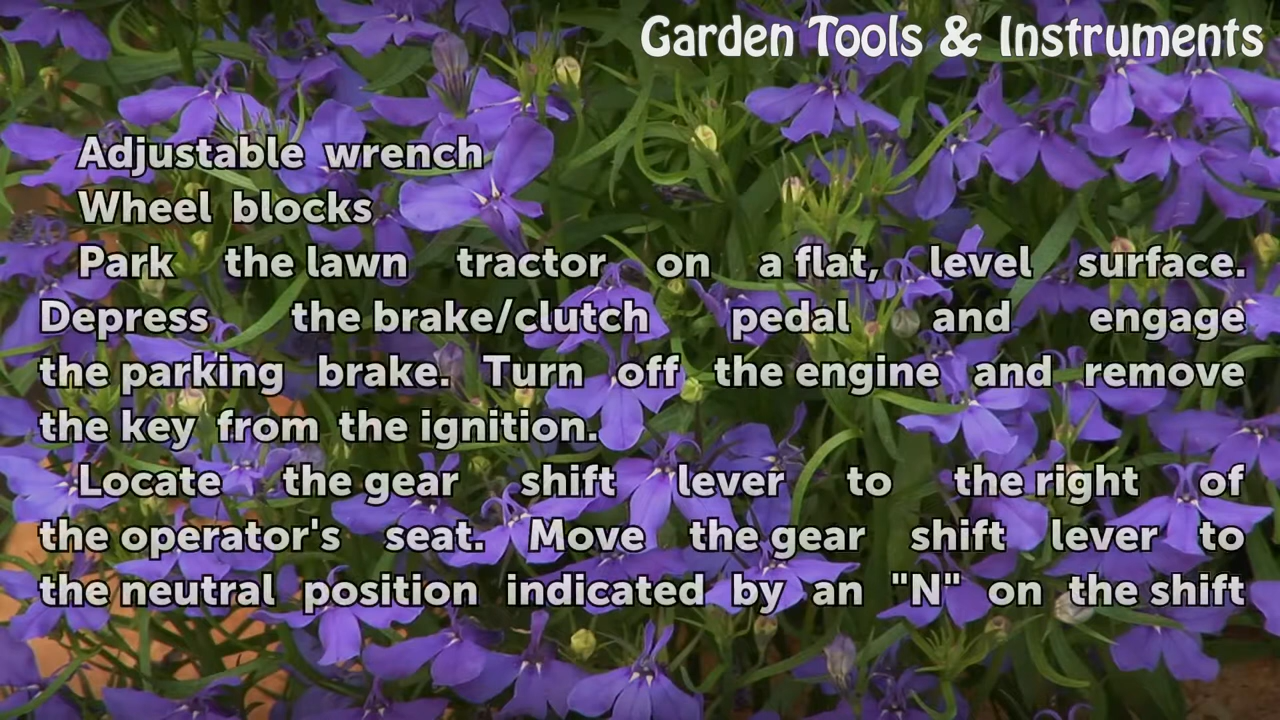 Garden Tools & Instruments
Adjustable wrench
Wheel blocks
Park the lawn tractor on a flat, level surface.
Depress the brake/clutch pedal and engage
the parking brake. Turn off the engine and remove
the key from the ignition.
Locate the gear shift lever to the right of
the operator's seat. Move the gear shift lever to
the neutral position indicated by an "N" on the shift